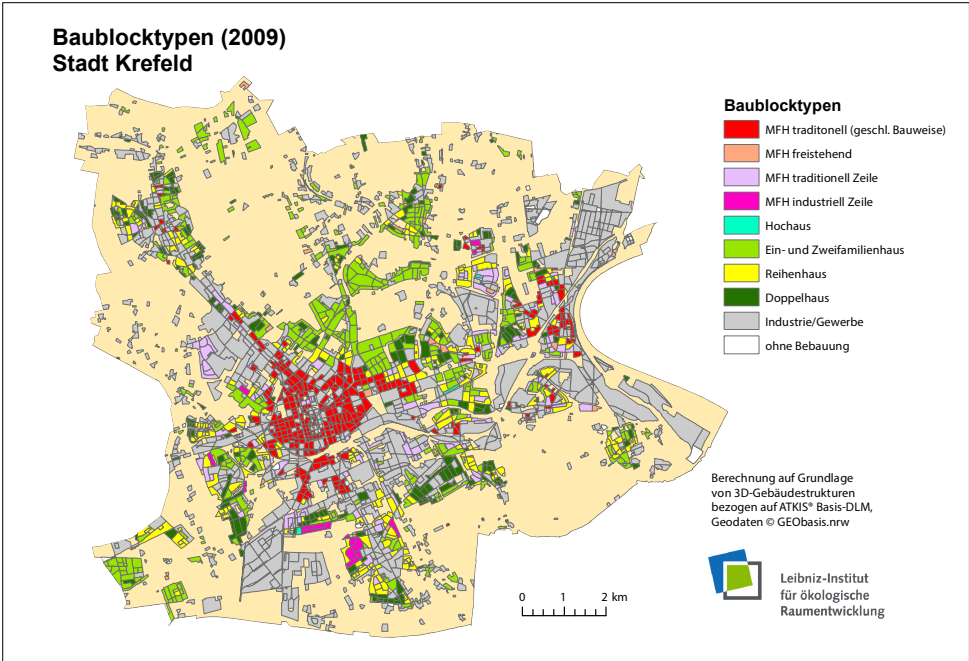 Baublocktypen (2009)
Stadt Krefeld
Baublocktypen
MFH traditonell (geschl. Bauweise)
MFH freistehend
MFH traditionell Zeile
MFH industriell Zeile
Hochaus
Ein- und Zweifamilienhaus
Reihenhaus
Doppelhaus
Industrie/Gewerbe
ohne Bebauung
Berechnung auf Grundlage
von 3D-Gebäudestrukturen
bezogen auf ATKIS® Basis-DLM,
Geodaten © GEObasis.nrw
Leibniz-Institut
für ökologische
Raumentwicklung
0 1 2 km